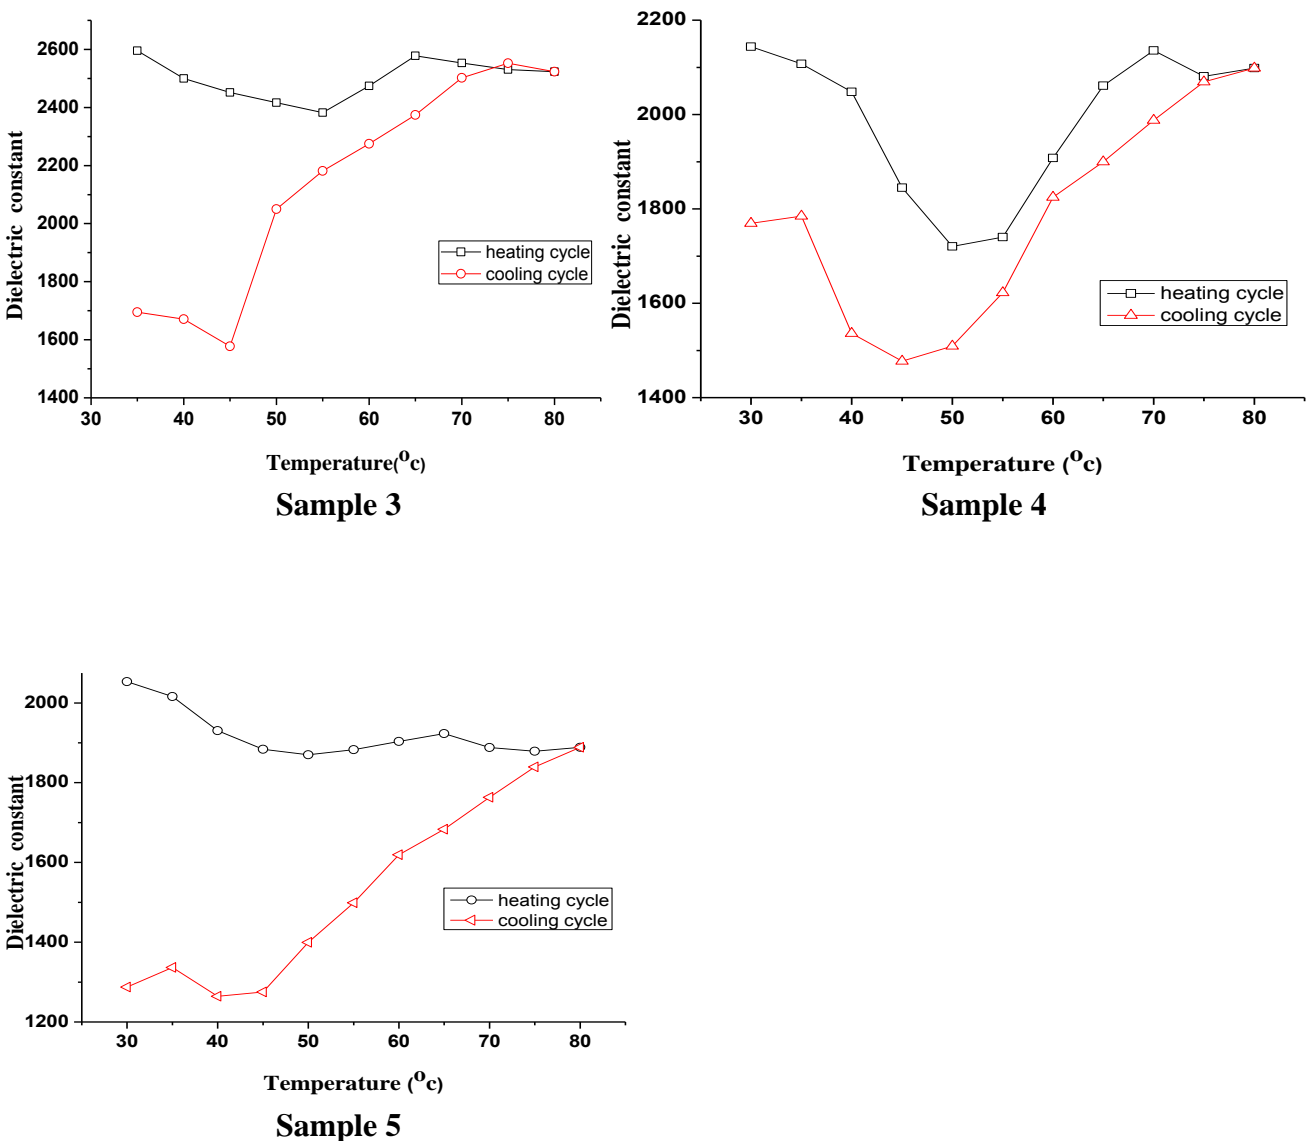 Dielectric constant
2600
2400
2200
2000
1800
1600
1400
30 40 50 60 70 80
heating cycle
cooling cycle
Temperature(ºc)
Sample 3
Dielectric constant
2200
2000
1800
1600
1400
30 40 50 60 70 80
heating cycle
cooling cycle
Temperature (ºc)
Sample 4
Dielectric constant
2000
1800
1600
1400
1200
30 40 50 60 70 80
heating cycle
cooling cycle
Temperature (ºc)
Sample 5